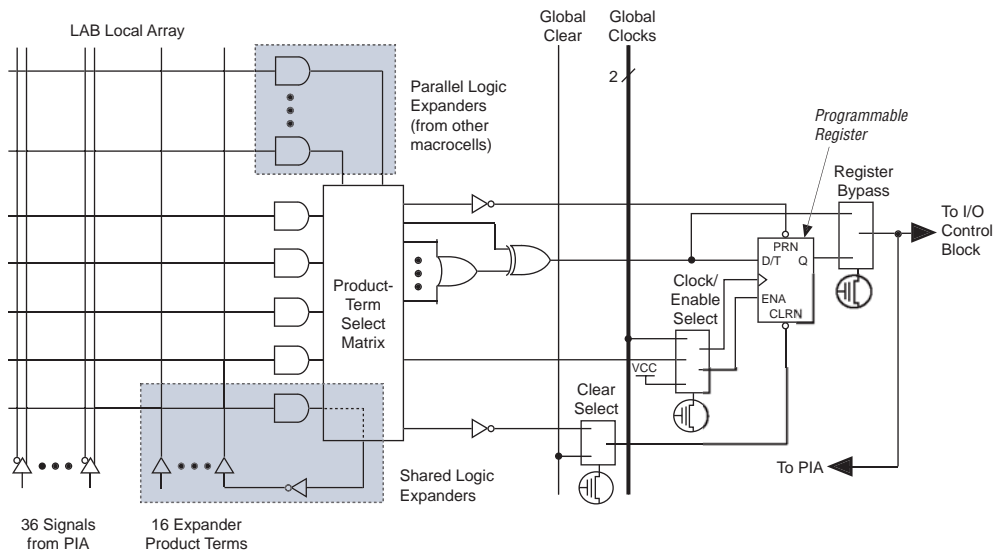 LAB Local Array
Global
Clear
Global
Clocks
2
Parallel Logic
Expanders
(from other
macrocells)
Programmable
Register
Register
Bypass
To I/O
Control
Block
PRN
D/T Q
ENA
CLRN
Clock/
Enable
Select
Product-
Term
Select
Matrix
VCC
Clear
Select
To PIA
Shared Logic
Expanders
36 Signals
from PIA
16 Expander
Product Terms